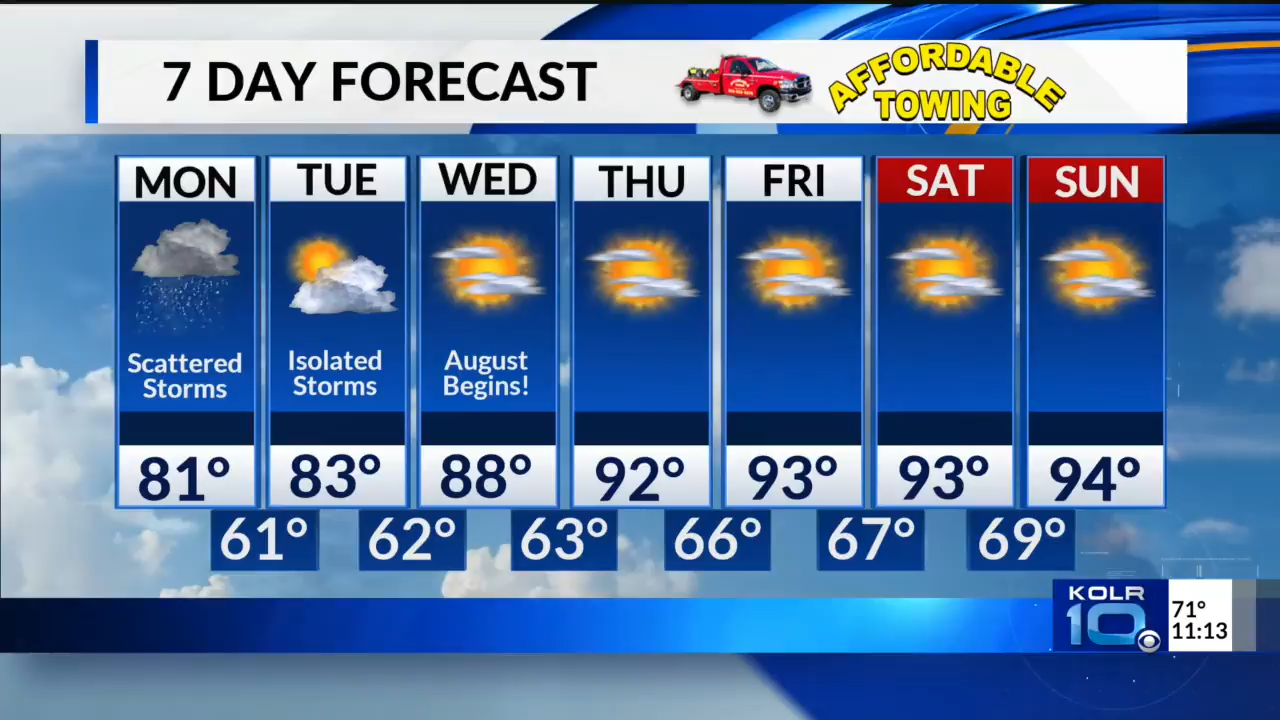 7 DAY FORECAST
AFFORDABLE
TOWING
MON TUE WED THU FRI SAT SUN
Scattered Storms
Isolated Storms
August Begins!
81° 83° 88° 92° 93° 93° 94°
61° 62° 63° 66° 67° 69°
KOLR
10
71°
11:13